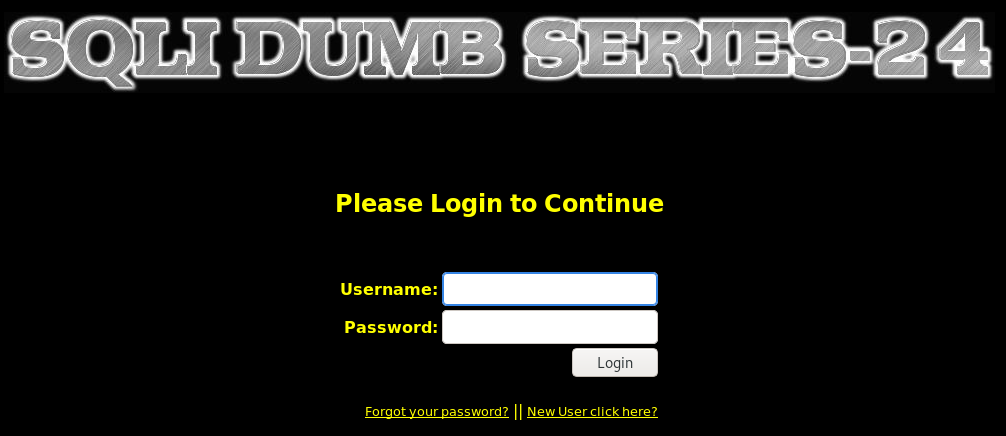 SQLI DUMB SERIES-24
Please Login to Continue
Username:
Password:
Login
Forgot your password? || New User click here?